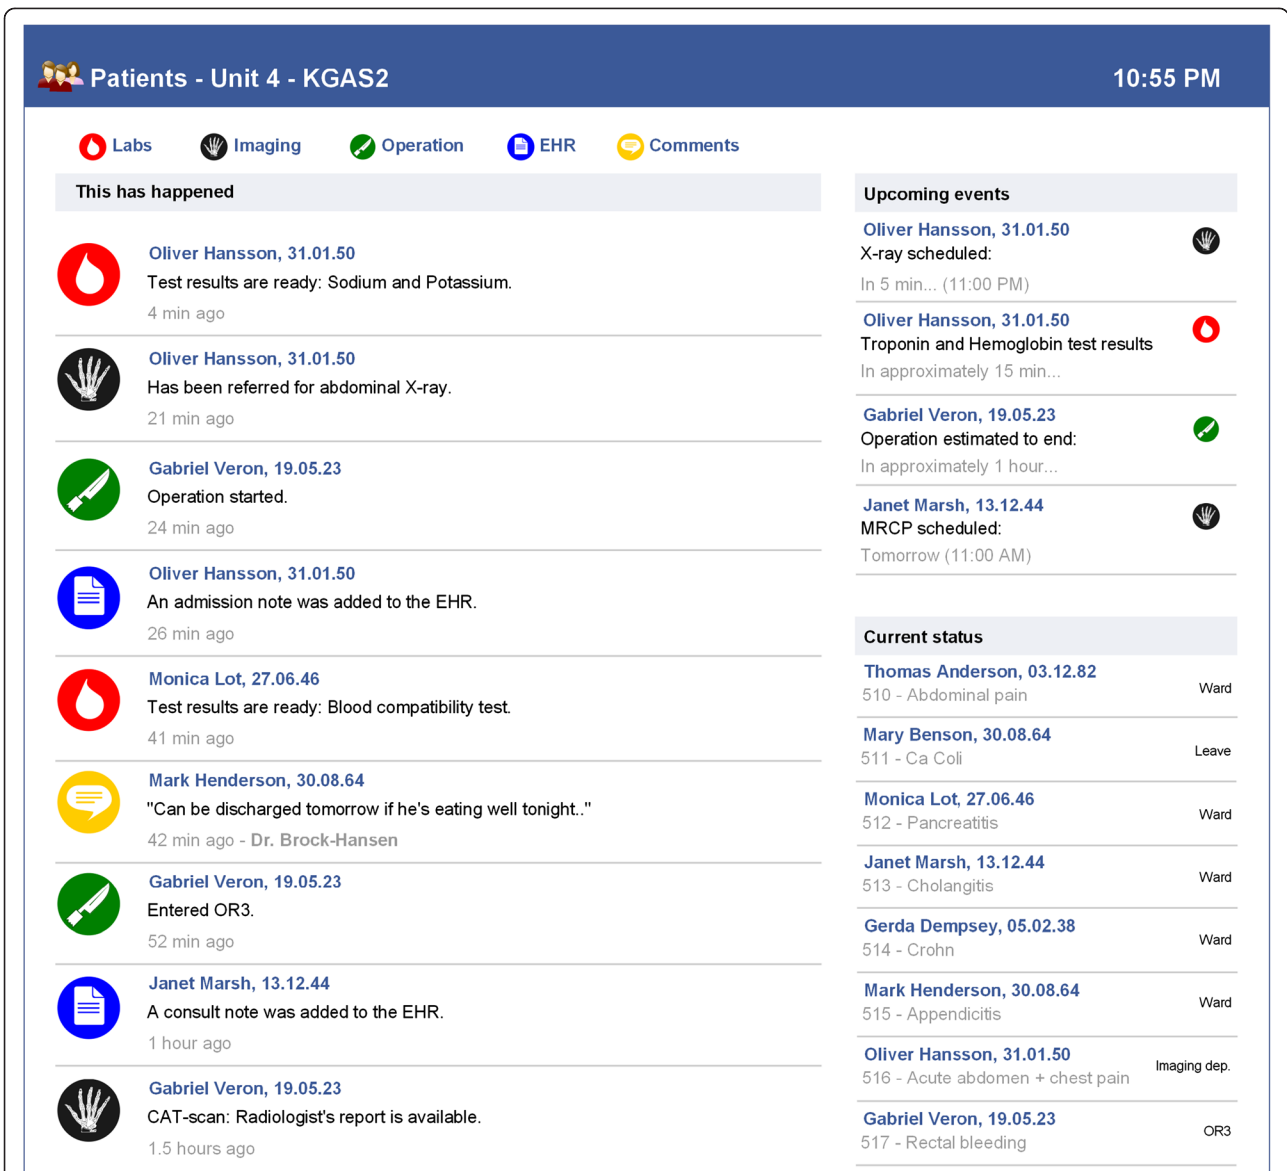 Patients - Unit 4 - KGAS2
10:55 PM
Labs
Imaging
Operation
EHR
Comments
This has happened
Oliver Hansson, 31.01.50
Test results are ready: Sodium and Potassium.
4 min ago
Oliver Hansson, 31.01.50
Has been referred for abdominal X-ray.
21 min ago
Gabriel Veron, 19.05.23
Operation started.
24 min ago
Oliver Hansson, 31.01.50
An admission note was added to the EHR.
26 min ago
Monica Lot, 27.06.46
Test results are ready: Blood compatibility test.
41 min ago
Mark Henderson, 30.08.64
"Can be discharged tomorrow if he's eating well tonight.."
42 min ago - Dr. Brock-Hansen
Gabriel Veron, 19.05.23
Entered OR3.
52 min ago
Janet Marsh, 13.12.44
A consult note was added to the EHR.
1 hour ago
Gabriel Veron, 19.05.23
CAT-scan: Radiologist's report is available.
1.5 hours ago
Upcoming events
Oliver Hansson, 31.01.50
X-ray scheduled:
In 5 min... (11:00 PM)
Oliver Hansson, 31.01.50
Troponin and Hemoglobin test results
In approximately 15 min...
Gabriel Veron, 19.05.23
Operation estimated to end:
In approximately 1 hour...
Janet Marsh, 13.12.44
MRCP scheduled:
Tomorrow (11:00 AM)
Current status
Thomas Anderson, 03.12.82
510 - Abdominal pain
Ward
Mary Benson, 30.08.64
511 - Ca Coli
Leave
Monica Lot, 27.06.46
512 - Pancreatitis
Ward
Janet Marsh, 13.12.44
513 - Cholangitis
Ward
Gerda Dempsey, 05.02.38
514 - Crohn
Ward
Mark Henderson, 30.08.64
515 - Appendicitis
Ward
Oliver Hansson, 31.01.50
516 - Acute abdomen + chest pain
Imaging dep.
Gabriel Veron, 19.05.23
517 - Rectal bleeding
OR3